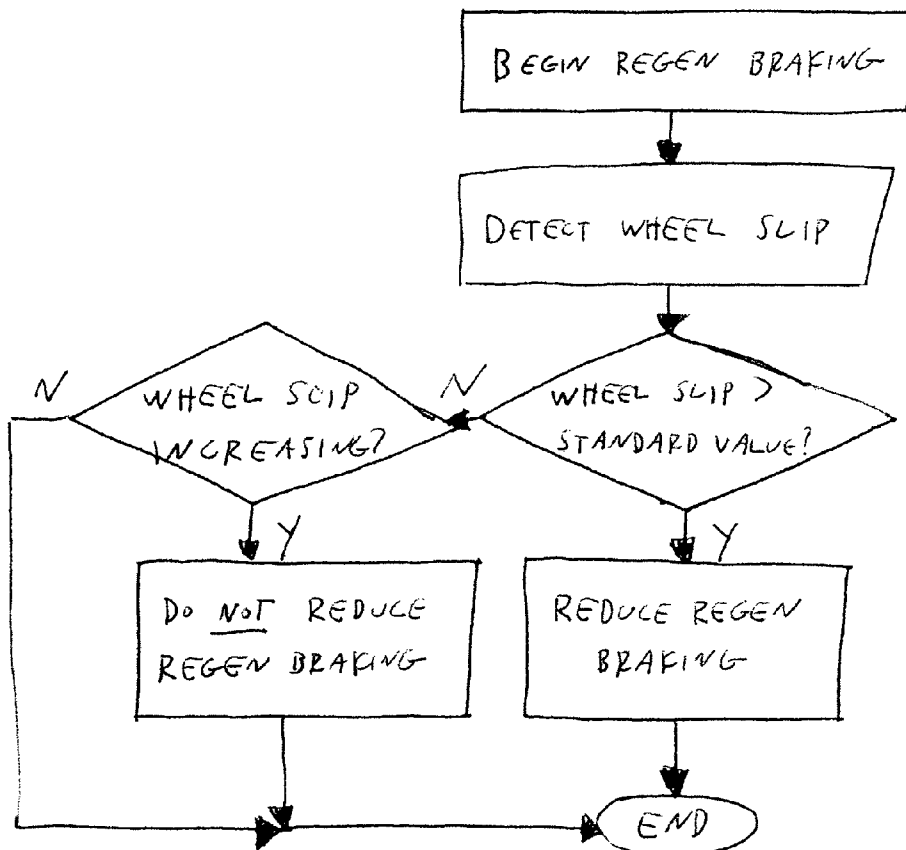 BEGIN REGEN BRAKING
DETECT WHEEL SLIP
WHEEL SLIP >
STANDARD VALUE?
N
WHEEL SLIP
INCREASING?
N
Y
Y
DO NOT REDUCE
REGEN BRAKING
REDUCE REGEN
BRAKING
END